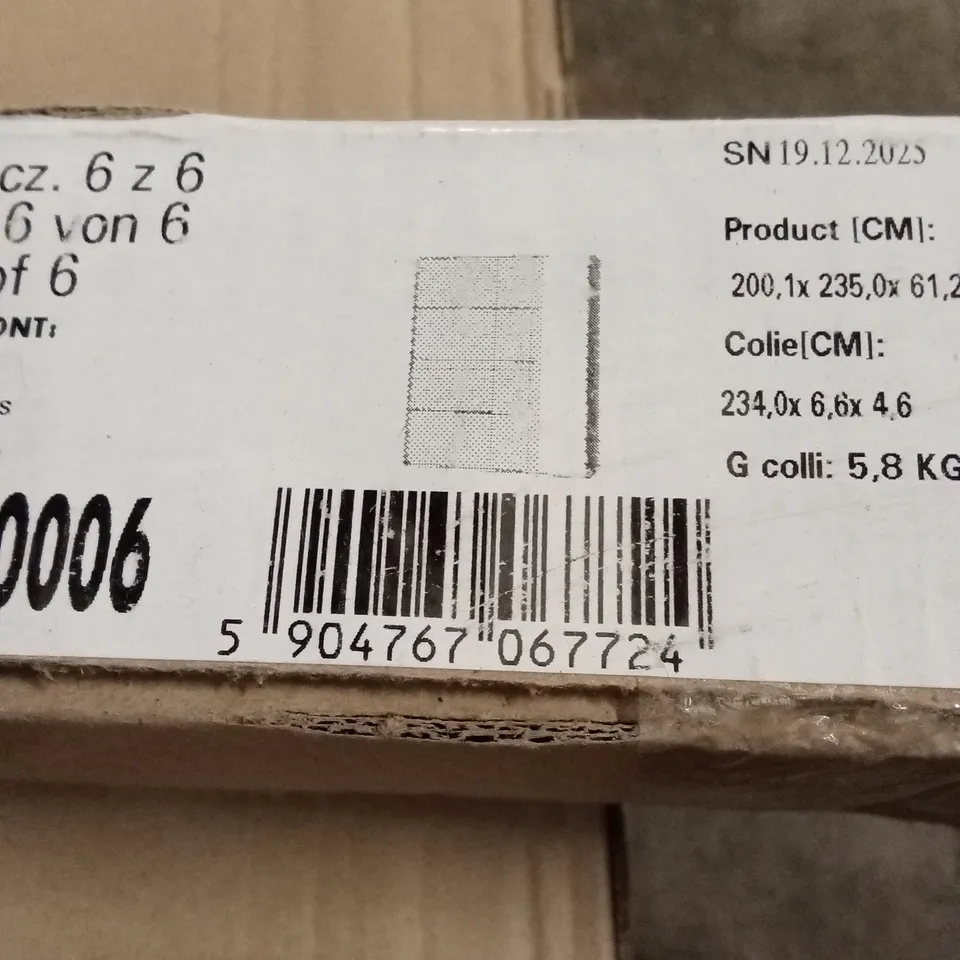 cz. 6 z 6
6 von 6
of 6
ONT:
s
0006
SN 19.12.2025
Product [CM]:
200,1x 235,0x 61,2
Colie[CM]:
234,0x 6,6x 4,6
G colli: 5,8 KG
5 904767 067724